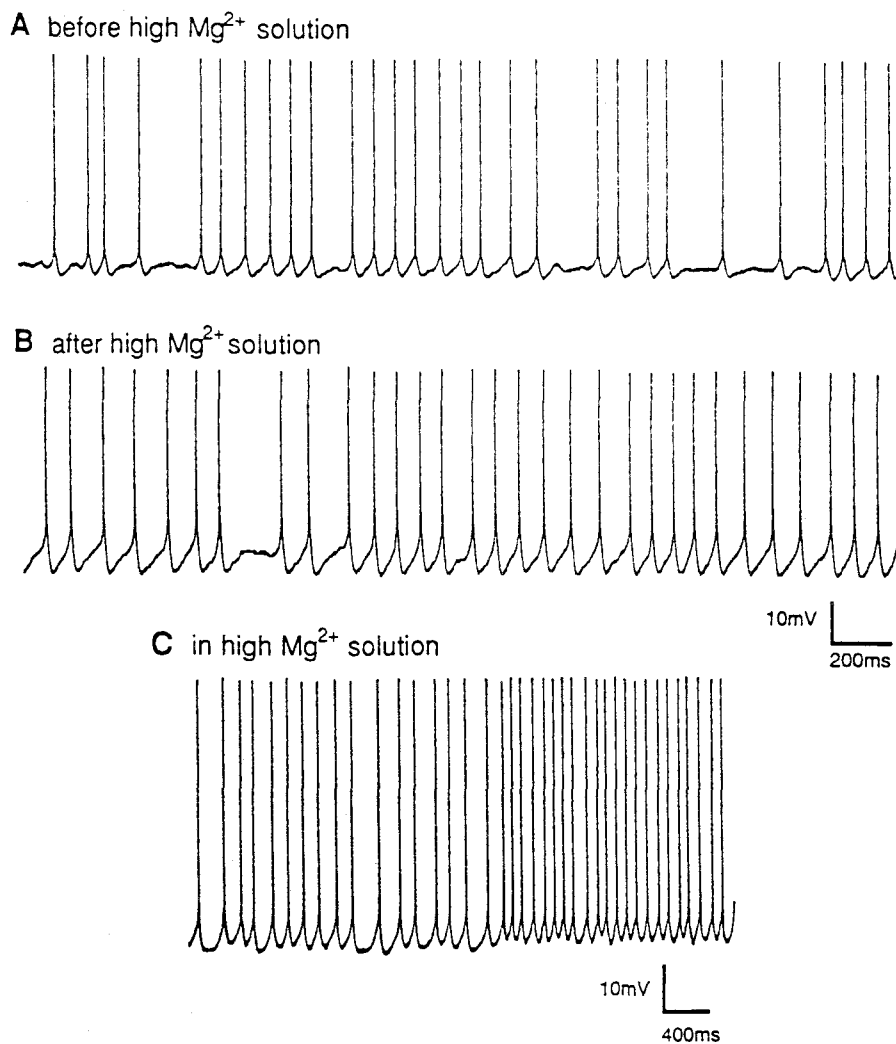 A before high Mg²⁺ solution
B after high Mg²⁺ solution
10mV
200ms
C in high Mg²⁺ solution
10mV
400ms